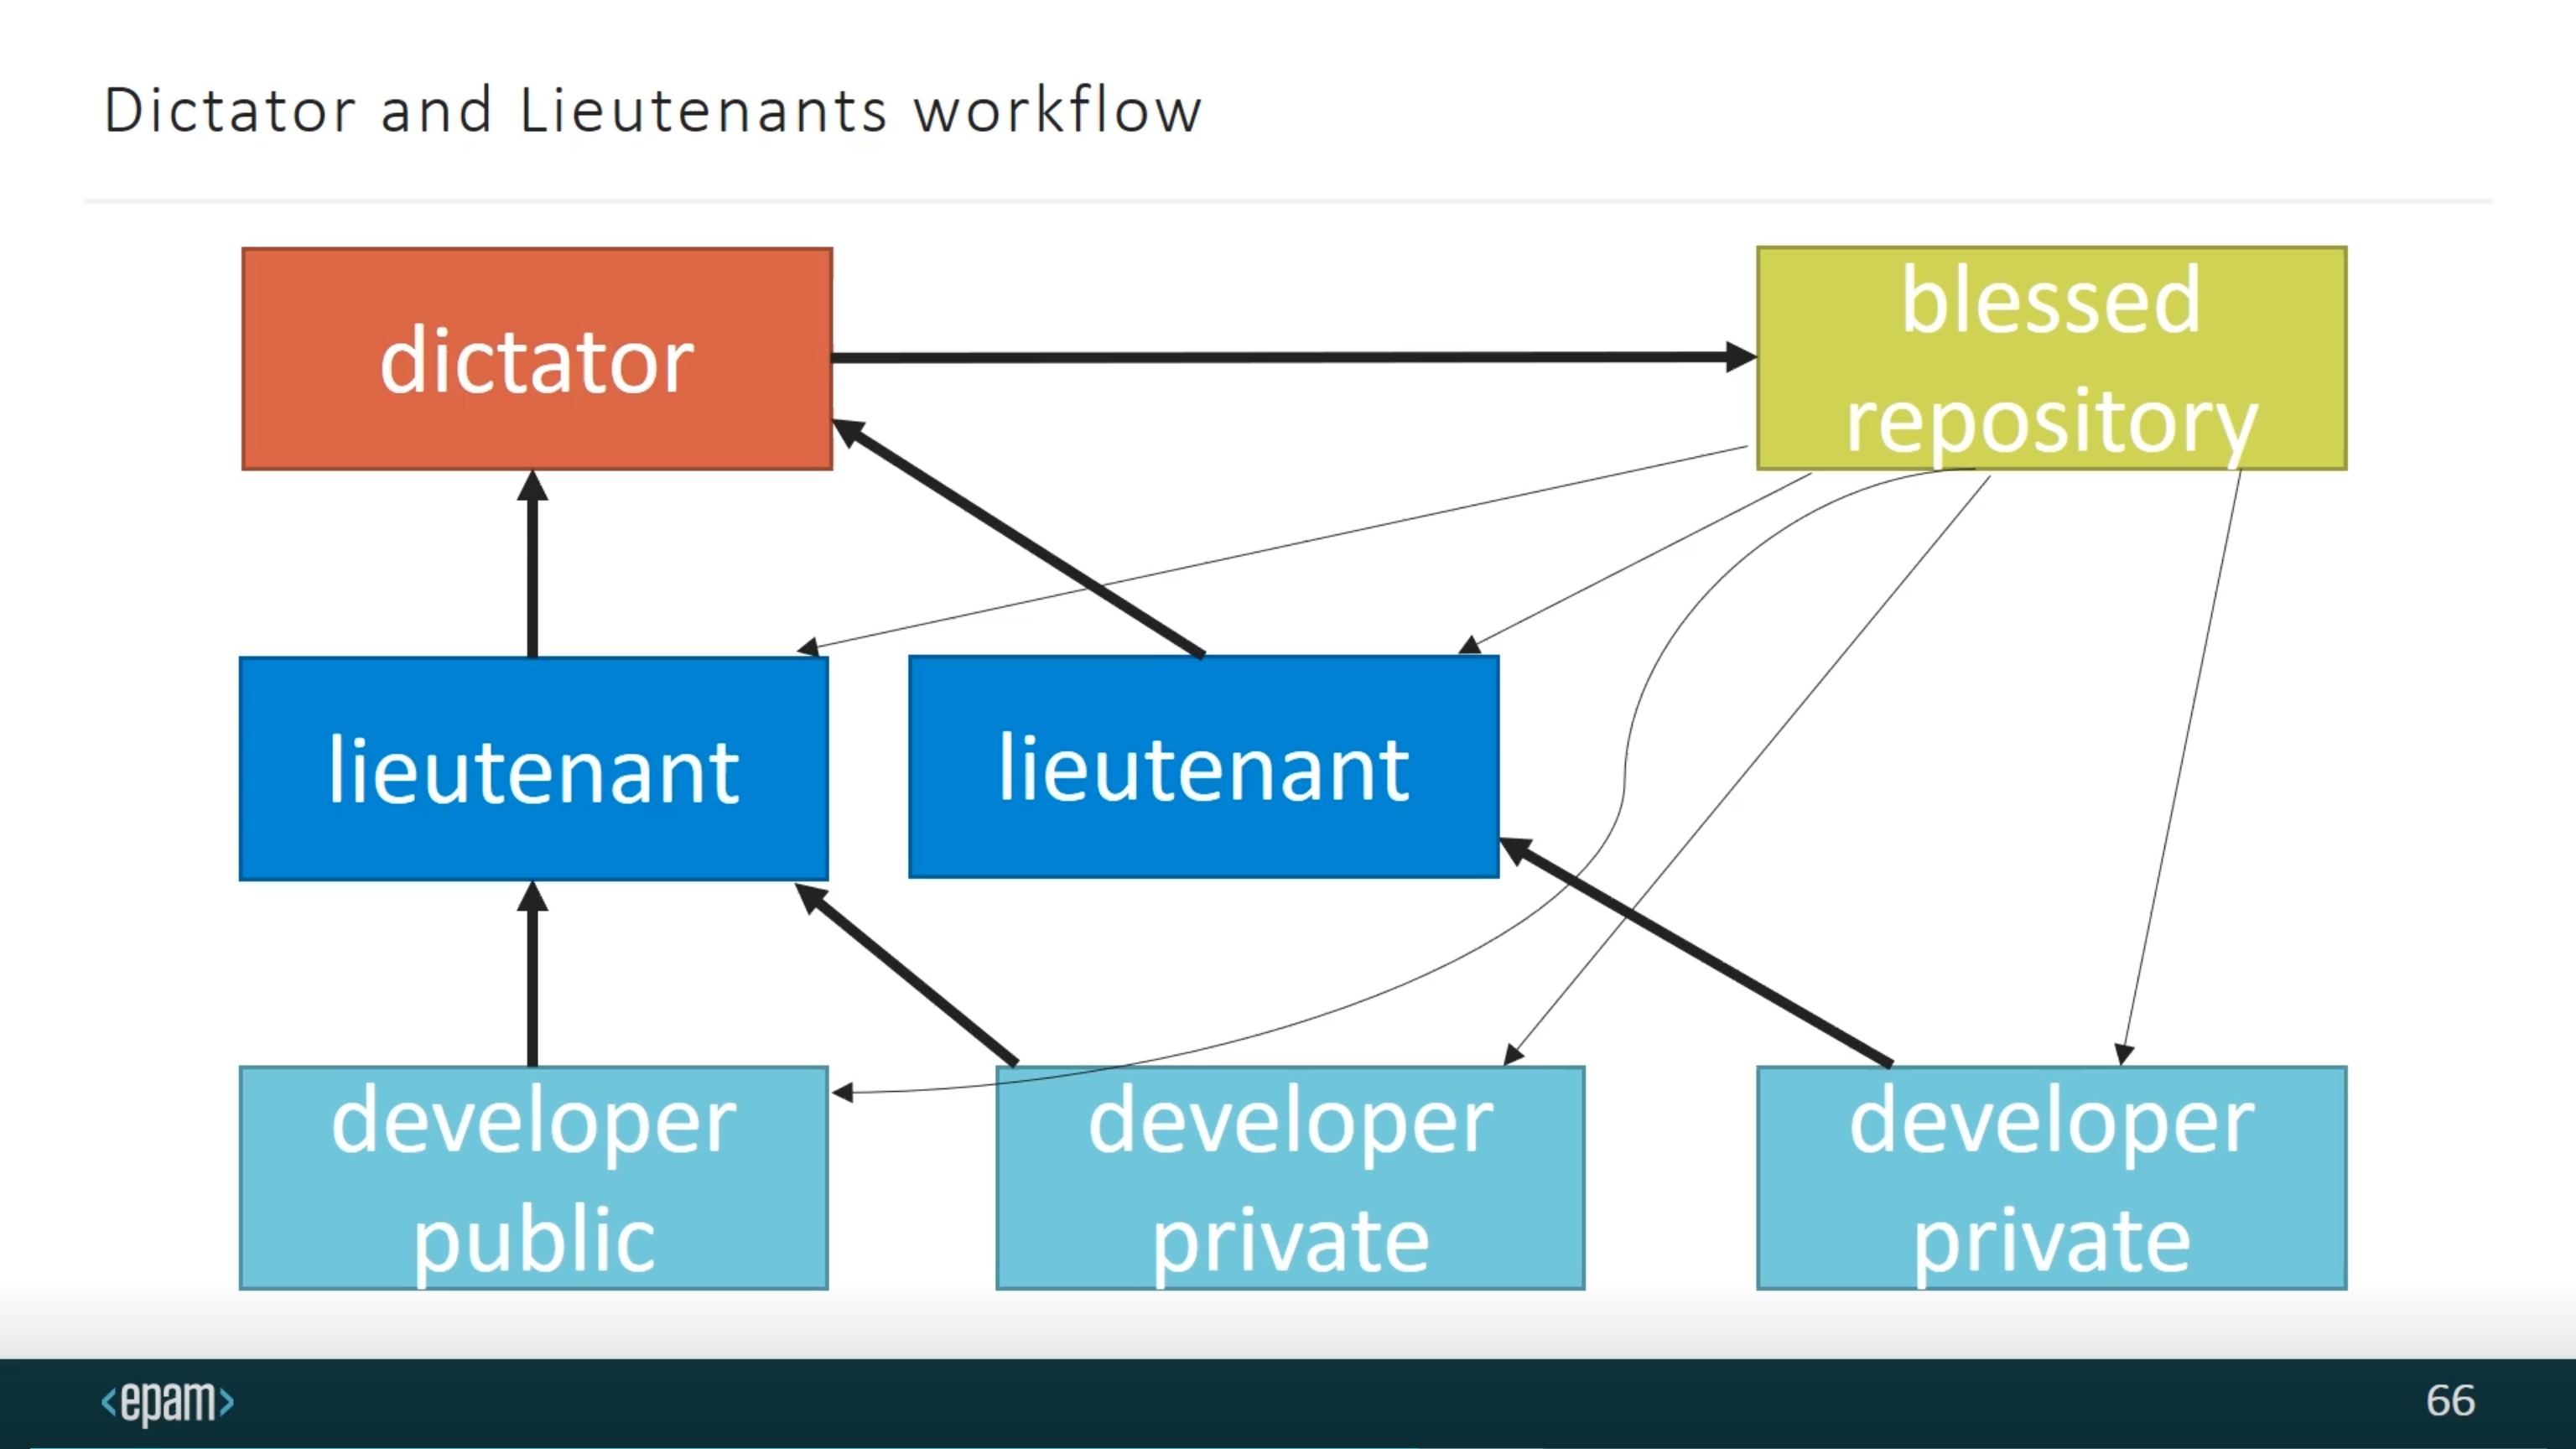 Dictator and Lieutenants workflow
dictator
blessed
repository
lieutenant
lieutenant
developer
public
developer
private
developer
private
<epam>
66